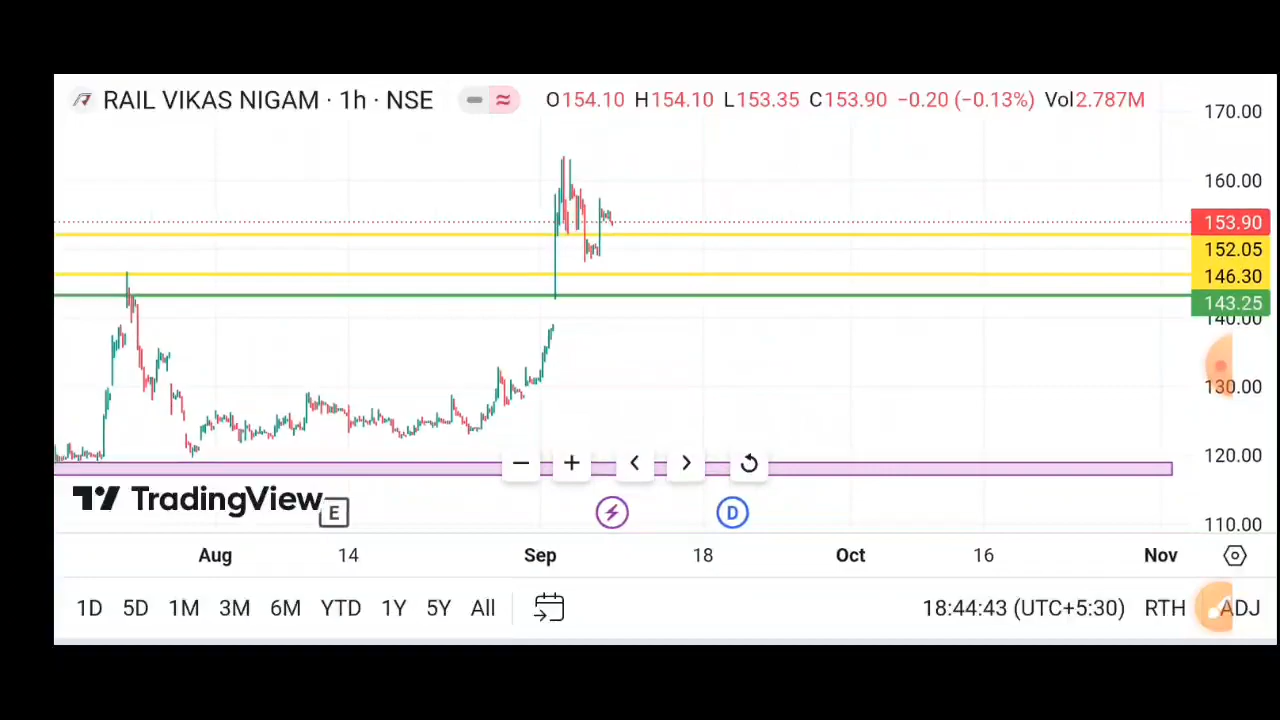 RAIL VIKAS NIGAM · 1h · NSE O154.10 H154.10 L153.35 C153.90 −0.20 (−0.13%) Vol2.787M
170.00
160.00
153.90
152.05
146.30
143.25
140.00
130.00
120.00
110.00
TradingView
E
D
Aug 14 Sep 18 Oct 16 Nov
1D 5D 1M 3M 6M YTD 1Y 5Y All 18:44:43 (UTC+5:30) RTH ADJ